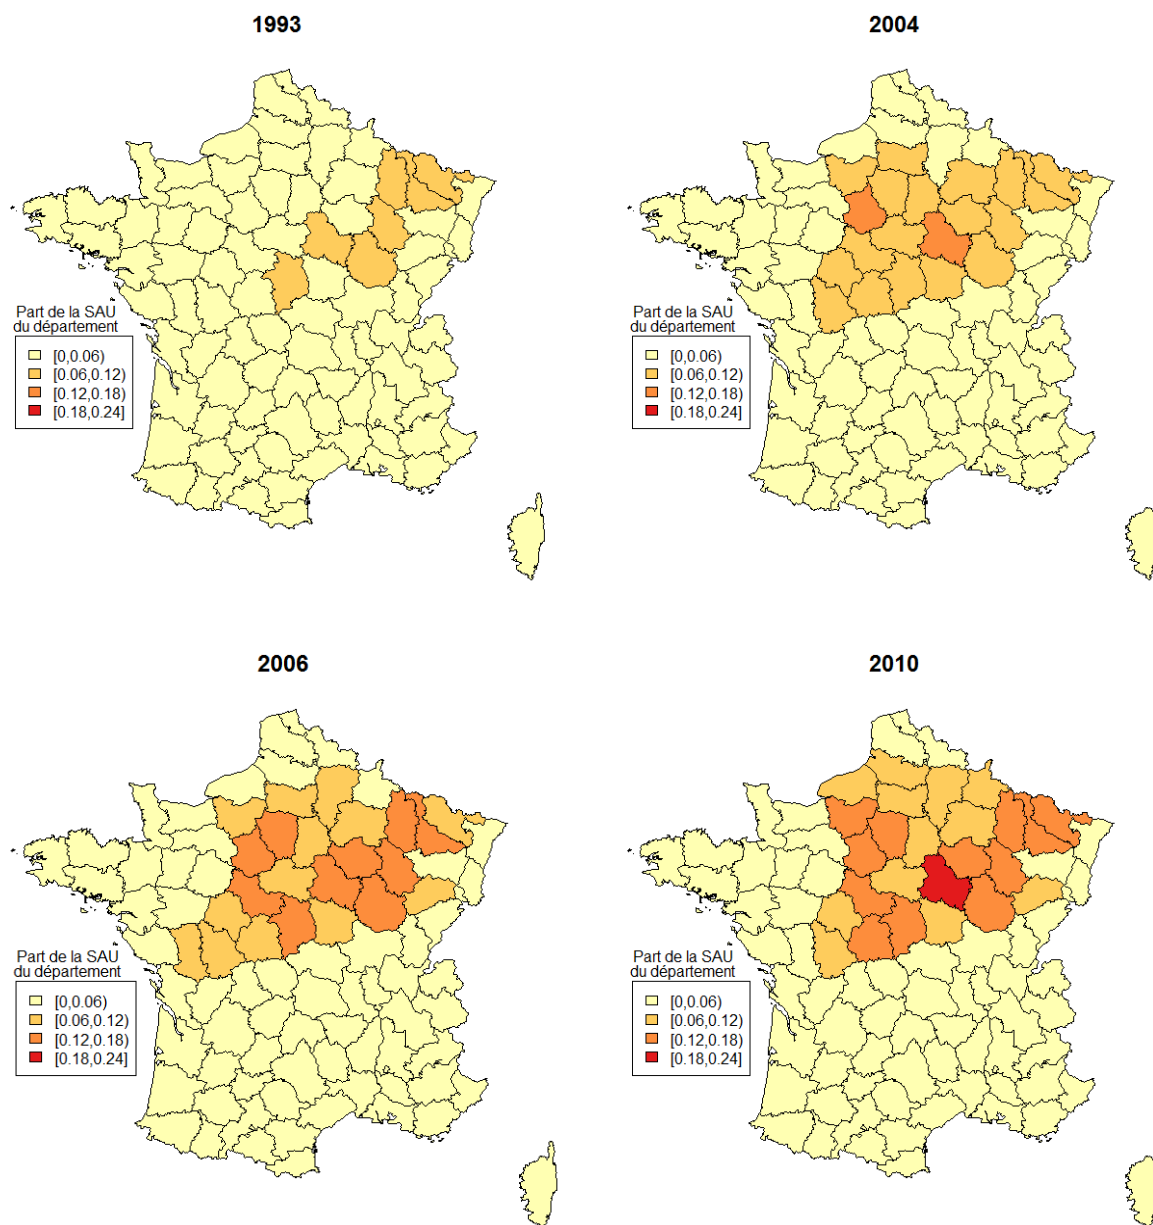 1993
2004
Part de la SAU
du département
[0,0.06)
[0.06,0.12)
[0.12,0.18)
[0.18,0.24]
Part de la SAU
du département
[0,0.06)
[0.06,0.12)
[0.12,0.18)
[0.18,0.24]
2006
2010
Part de la SAU
du département
[0,0.06)
[0.06,0.12)
[0.12,0.18)
[0.18,0.24]
Part de la SAU
du département
[0,0.06)
[0.06,0.12)
[0.12,0.18)
[0.18,0.24]